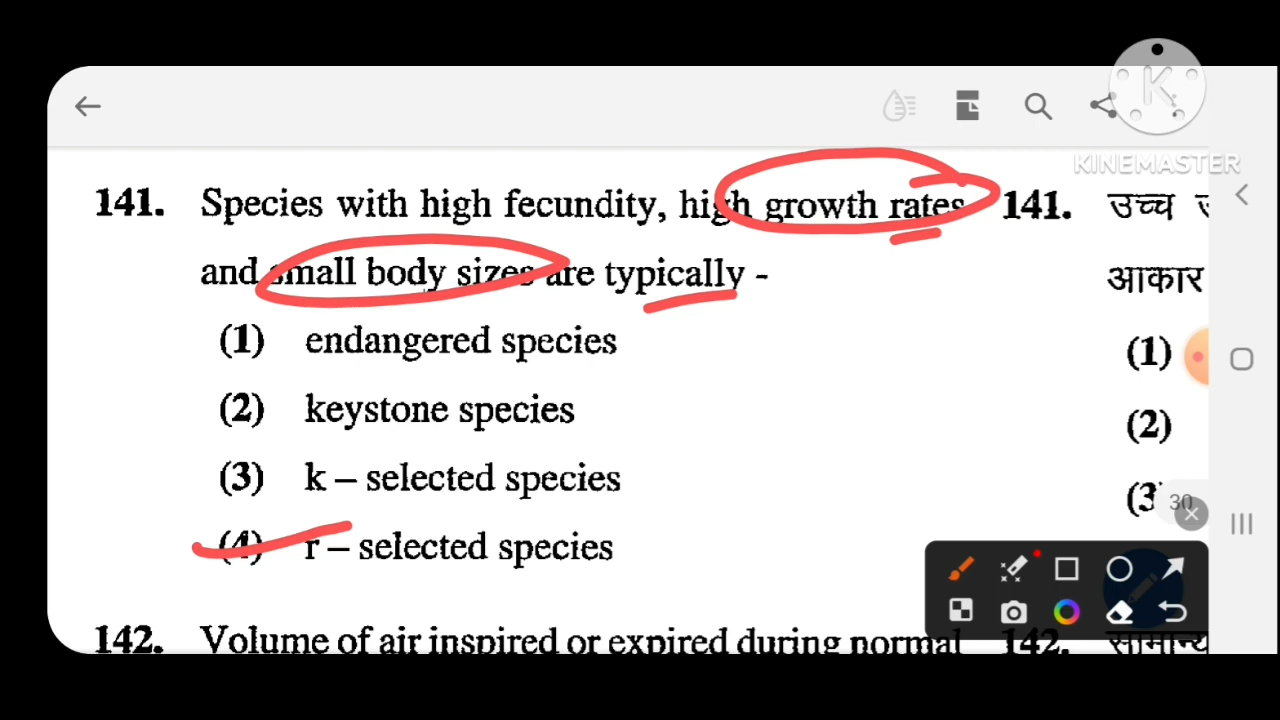 KINEMASTER
141. Species with high fecundity, high growth rates
and small body sizes are typically -
(1) endangered species
(2) keystone species
(3) k – selected species
(4) r – selected species
142. Volume of air inspired or expired during normal
141. उच्च
आकार
(1)
(2)
(3)
30
142. सामान्य